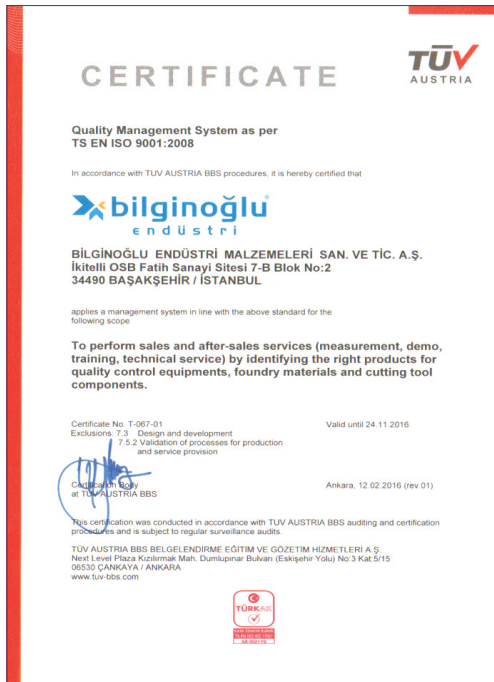 CERTIFICATE
TÜV
AUSTRIA
Quality Management System as per
TS EN ISO 9001:2008
In accordance with TUV AUSTRIA BBS procedures, it is hereby certified that
bilginoğlu
endüstri
BİLGİNOĞLU ENDÜSTRİ MALZEMELERİ SAN. VE TİC. A.Ş.
İkitelli OSB Fatih Sanayi Sitesi 7-B Blok No:2
34490 BAŞAKŞEHİR / İSTANBUL
applies a management system in line with the above standard for the
following scope
To perform sales and after-sales services (measurement, demo,
training, technical service) by identifying the right products for
quality control equipments, foundry materials and cutting tool
components.
Certificate No. T-067-01
Valid until 24.11.2016
Exclusions: 7.3 Design and development
7.5.2 Validation of processes for production
and service provision
Certification Body
at TUV AUSTRIA BBS
Ankara, 12.02.2016 (rev.01)
This certification was conducted in accordance with TUV AUSTRIA BBS auditing and certification
procedures and is subject to regular surveillance audits.
TÜV AUSTRIA BBS BELGELENDİRME EĞİTİM VE GÖZETİM HİZMETLERİ A.Ş.
Next Level Plaza Kızılırmak Mah. Dumlupınar Bulvarı (Eskişehir Yolu) No:3 Kat:5/15
06530 ÇANKAYA / ANKARA
www.tuv-bbs.com
TÜRKAK